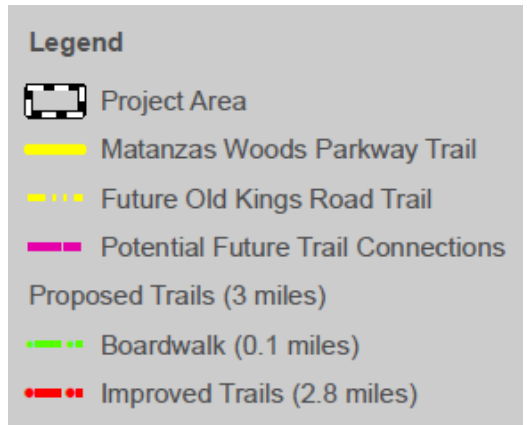 Legend
Project Area
Matanzas Woods Parkway Trail
Future Old Kings Road Trail
Potential Future Trail Connections
Proposed Trails (3 miles)
Boardwalk (0.1 miles)
Improved Trails (2.8 miles)